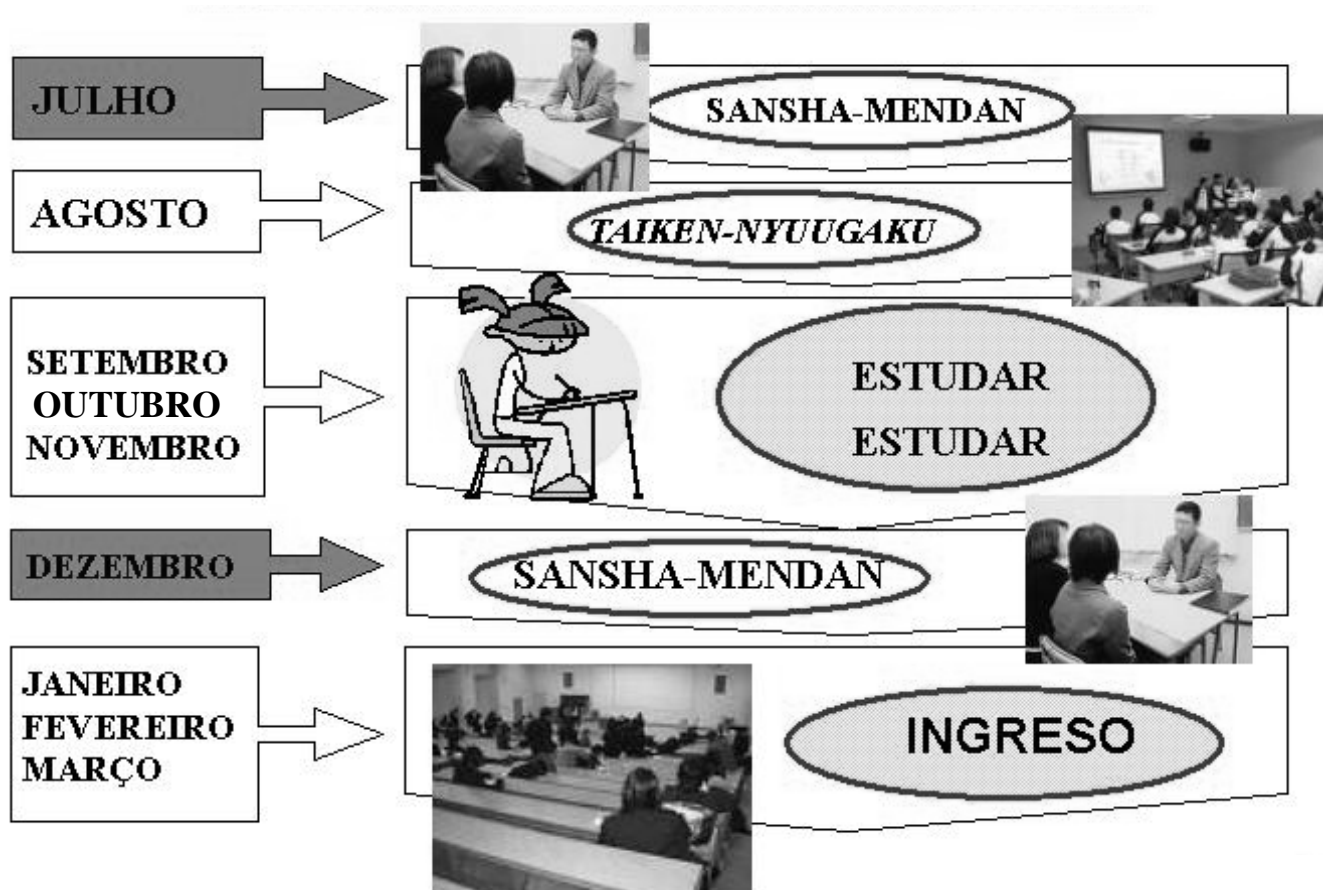 JULHO
SANSHA-MENDAN
AGOSTO
TAIKEN-NYUUGAKU
SETEMBRO
OUTUBRO
NOVEMBRO
ESTUDAR
ESTUDAR
DEZEMBRO
SANSHA-MENDAN
JANEIRO
FEVEREIRO
MARÇO
INGRESO